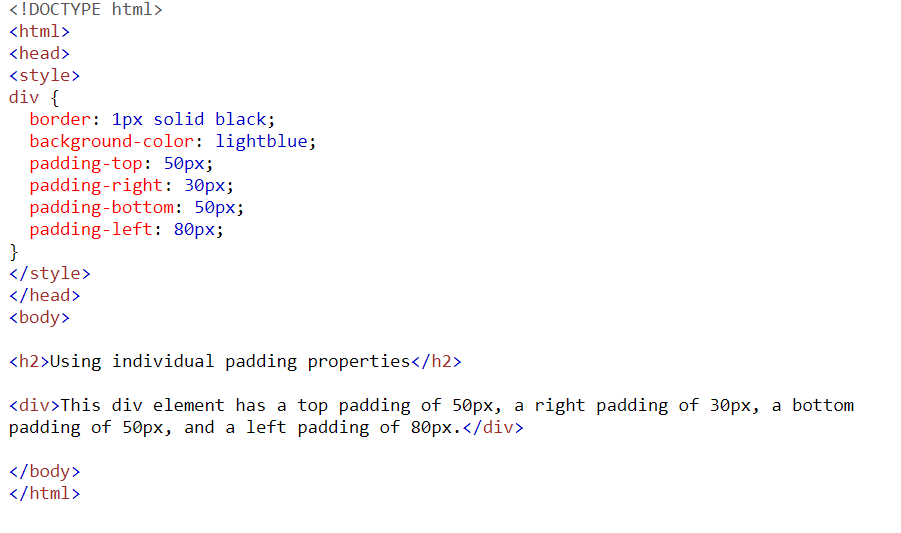 <!DOCTYPE html>
<html>
<head>
<style>
div {
  border: 1px solid black;
  background-color: lightblue;
  padding-top: 50px;
  padding-right: 30px;
  padding-bottom: 50px;
  padding-left: 80px;
}
</style>
</head>
<body>

<h2>Using individual padding properties</h2>

<div>This div element has a top padding of 50px, a right padding of 30px, a bottom
padding of 50px, and a left padding of 80px.</div>

</body>
</html>